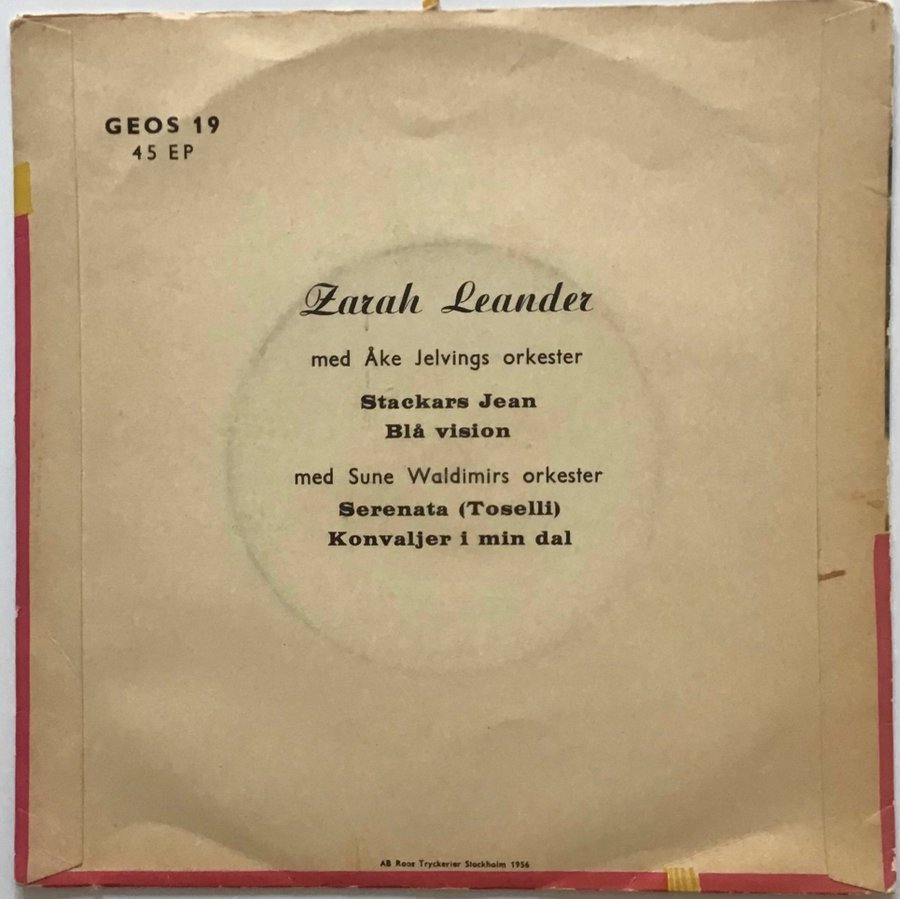 GEOS 19
45 EP
Zarah Leander
med Åke Jelvings orkester
Stackars Jean
Blå vision
med Sune Waldimirs orkester
Serenata (Toselli)
Konvaljer i min dal
AB Roos Tryckerier Stockholm 1956